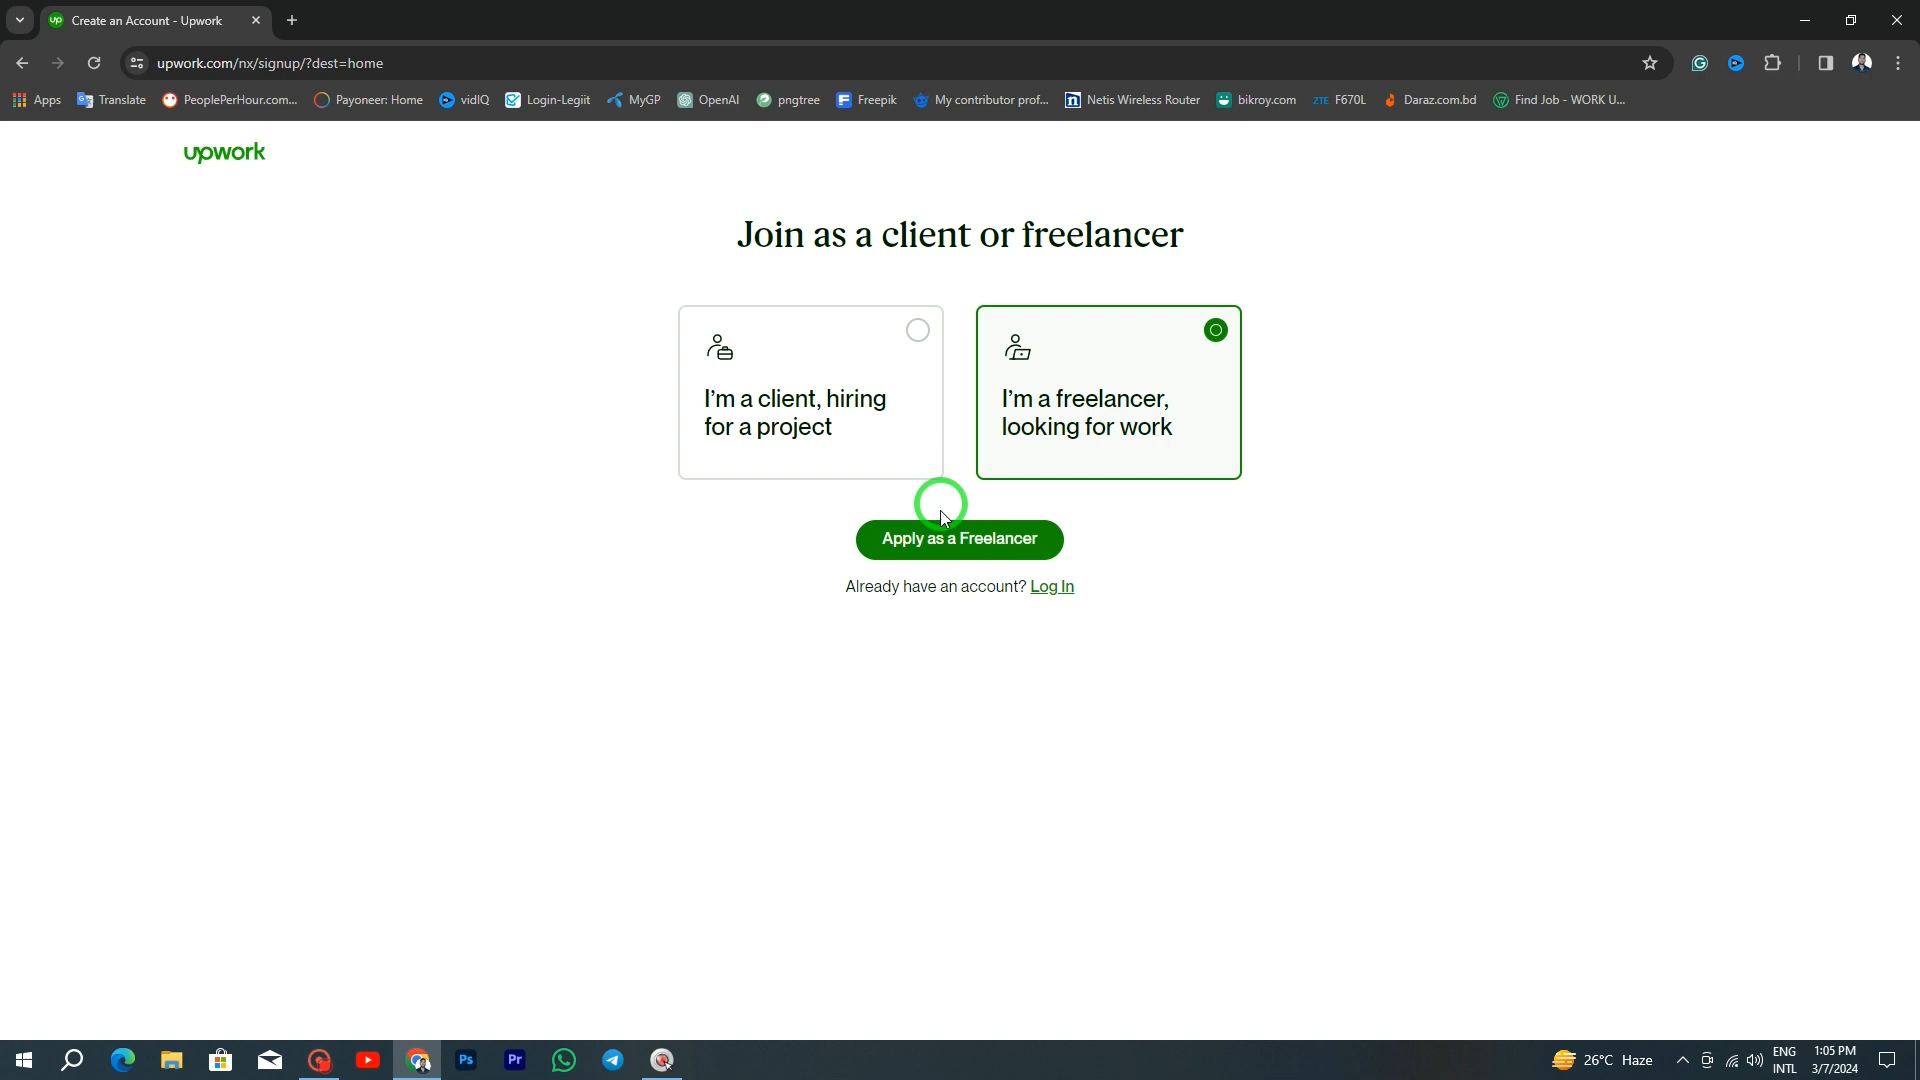 Create an Account - Upwork
upwork.com/nx/signup/?dest=home
Apps Translate PeoplePerHour.com... Payoneer: Home vidIQ Login-Legiit MyGP OpenAI pngtree Freepik My contributor prof... Netis Wireless Router bikroy.com ZTE F670L Daraz.com.bd Find Job - WORK U...
upwork
Join as a client or freelancer
I'm a client, hiring
for a project
I'm a freelancer,
looking for work
Apply as a Freelancer
Already have an account? Log In
26°C Haze
ENG
INTL
1:05 PM
3/7/2024
Ps
Pr